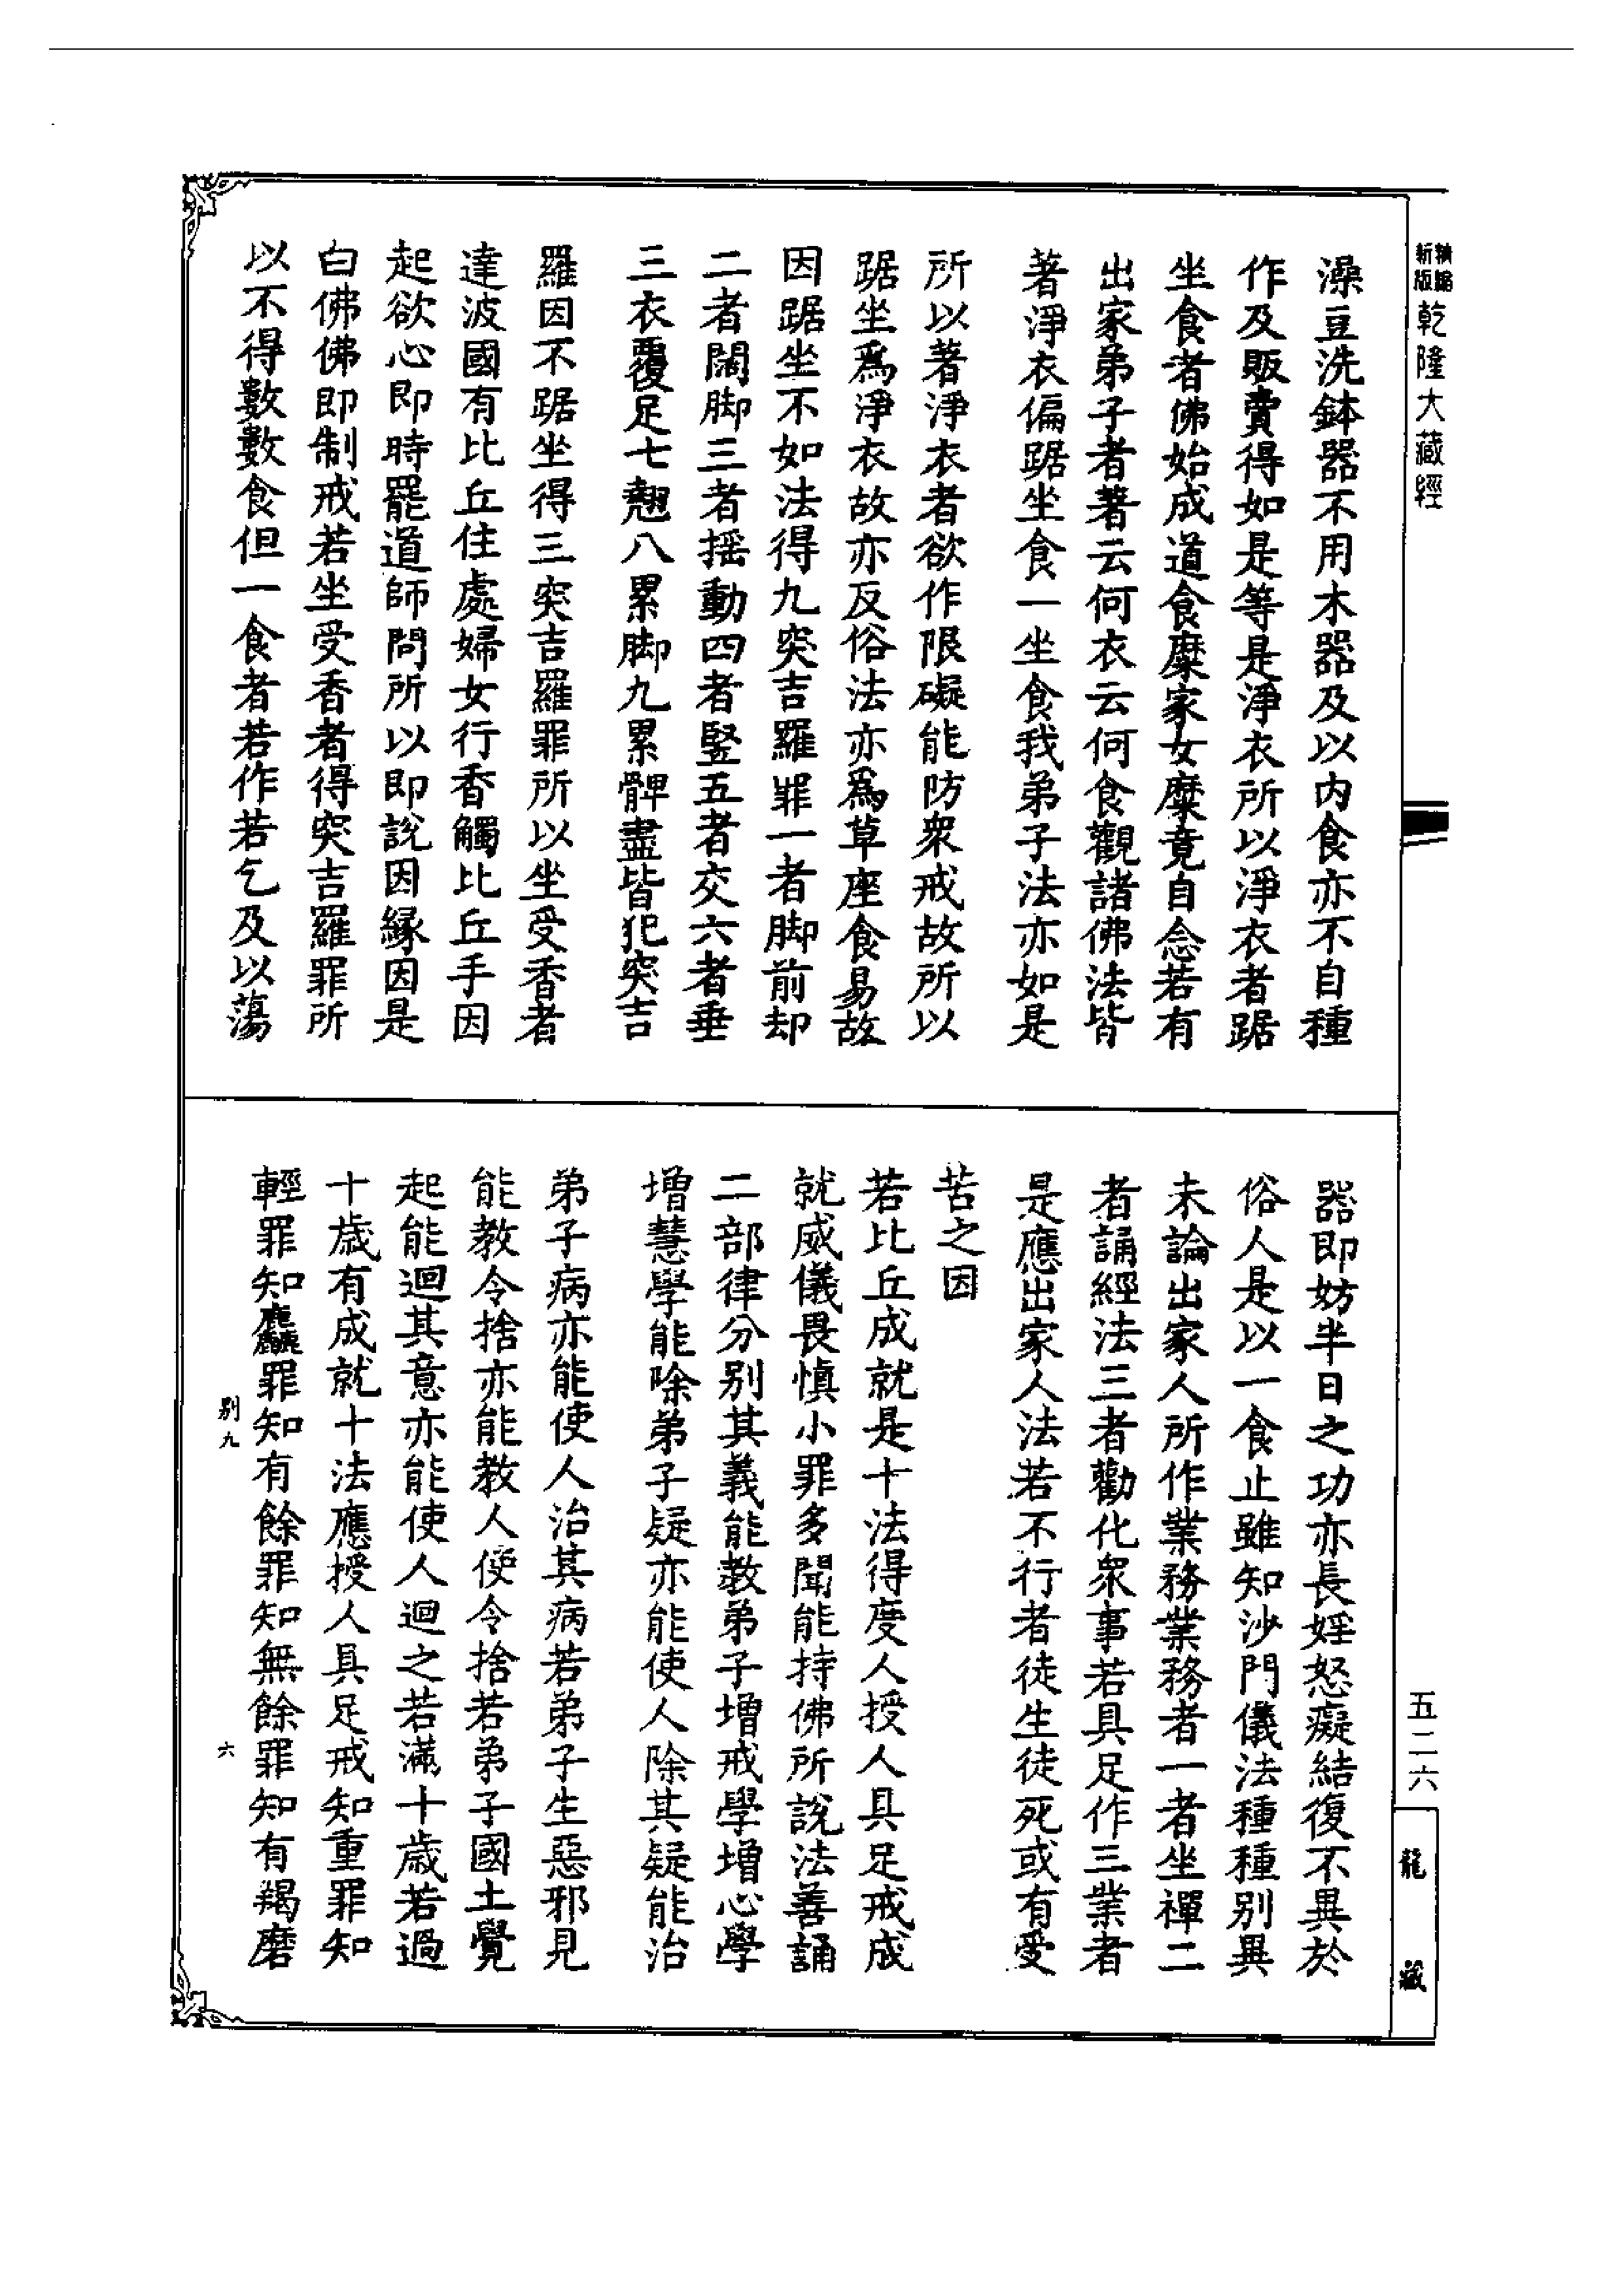 精縮新版乾隆大藏經
澡豆洗鉢器不用木器及以内食亦不自種
作及販賣得如是等是淨衣所以淨衣者踞
坐食者佛始成道食糜家女糜竟自念若有
出家弟子者著云何衣云何食觀諸佛法皆
著淨衣偏踞坐食一坐食我弟子法亦如是
所以著淨衣者欲作限礙能防衆戒故所以
踞坐爲淨衣故亦反俗法亦爲草座食易故
因踞坐不如法得九突吉羅罪一者脚前却
二者闊脚三者摇動四者竪五者交六者垂
三衣覆足七翹八累脚九累髀盡皆犯突吉
羅因不踞坐得三突吉羅罪所以坐受香者
達波國有比丘住處婦女行香觸比丘手因
起欲心即時罷道師問所以即說因緣因是
白佛佛即制戒若坐受香者得突吉羅罪所
以不得數數食但一食者若作若乞及以蕩
器即妨半日之功亦長婬怒癡結復不異於
俗人是以一食止雖知沙門儀法種種别異
未論出家人所作業務業務者一者坐禪二
者誦經法三者勸化衆事若具足作三業者
是應出家人法若不行者徒生徒死或有受
苦之因
若比丘成就是十法得度人授人具足戒成
就威儀畏慎小罪多聞能持佛所說法善誦
二部律分别其義能教弟子增戒學增心學
增慧學能除弟子疑亦能使人除其疑能治
弟子病亦能使人治其病若弟子生惡邪見
能教令捨亦能教人使令捨若弟子國土覺
起能迴其意亦能使人迴之若滿十歲若過
十歲有成就十法應授人具足戒知重罪知
輕罪知麤罪知有餘罪知無餘罪知有羯磨
别九
六
五二六
龍藏